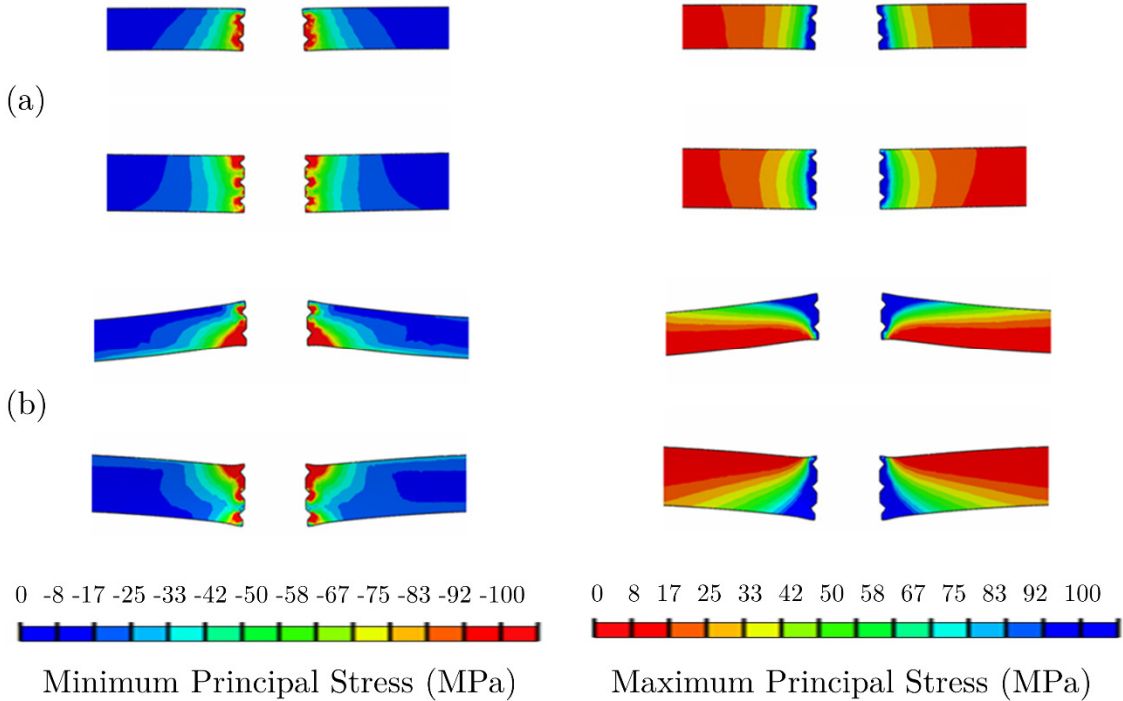 (a)
(b)
0 -8 -17 -25 -33 -42 -50 -58 -67 -75 -83 -92 -100
0 8 17 25 33 42 50 58 67 75 83 92 100
Minimum Principal Stress (MPa)
Maximum Principal Stress (MPa)